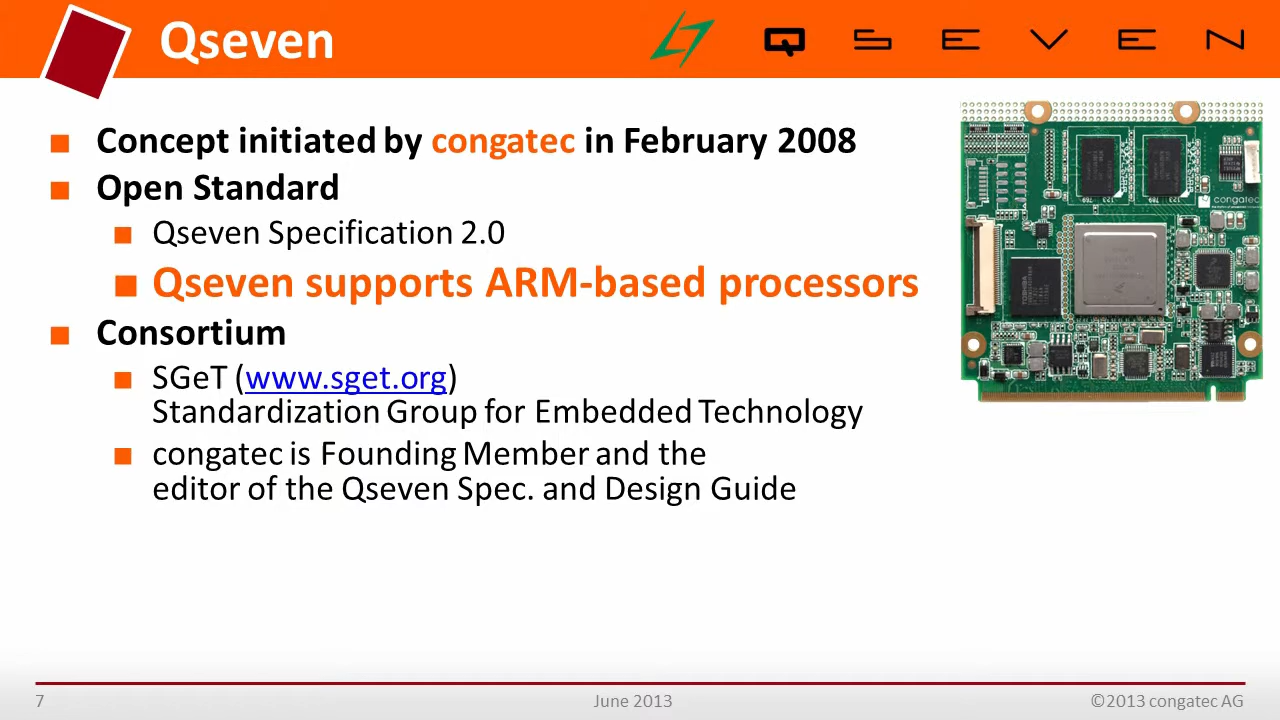 Qseven
Q SEVEN
Concept initiated by congatec in February 2008
Open Standard
Qseven Specification 2.0
Qseven supports ARM-based processors
Consortium
SGeT (www.sget.org)
Standardization Group for Embedded Technology
congatec is Founding Member and the
editor of the Qseven Spec. and Design Guide
congatec
TOSHIBA
7
June 2013
©2013 congatec AG